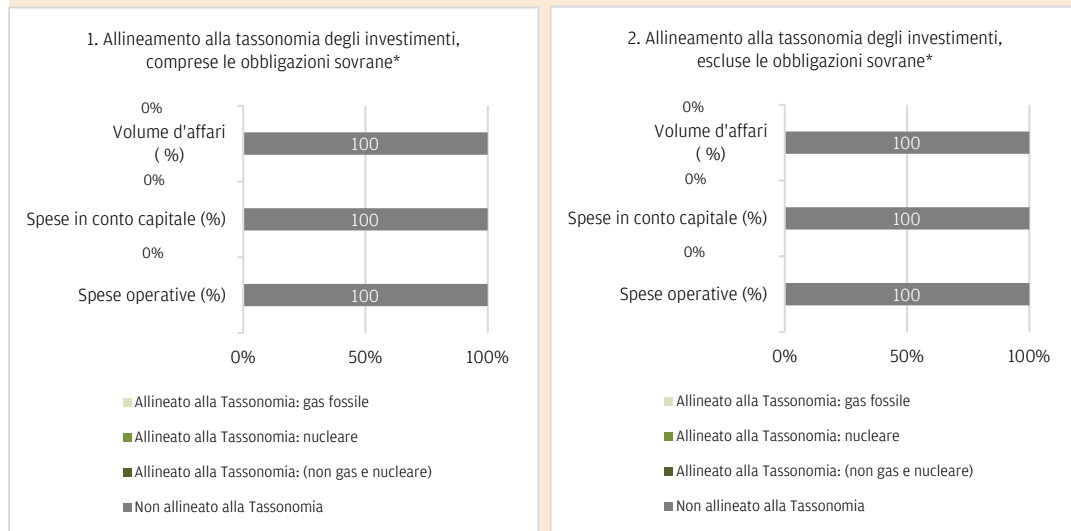 1. Allineamento alla tassonomia degli investimenti,
comprese le obbligazioni sovrane*
0%
Volume d'affari
( %)
100
0%
Spese in conto capitale (%)
100
0%
Spese operative (%)
100
0%
50%
100%
Allineato alla Tassonomia: gas fossile
Allineato alla Tassonomia: nucleare
Allineato alla Tassonomia: (non gas e nucleare)
Non allineato alla Tassonomia
2. Allineamento alla tassonomia degli investimenti,
escluse le obbligazioni sovrane*
0%
Volume d'affari
( %)
100
0%
Spese in conto capitale (%)
100
0%
Spese operative (%)
100
0%
50%
100%
Allineato alla Tassonomia: gas fossile
Allineato alla Tassonomia: nucleare
Allineato alla Tassonomia: (non gas e nucleare)
Non allineato alla Tassonomia